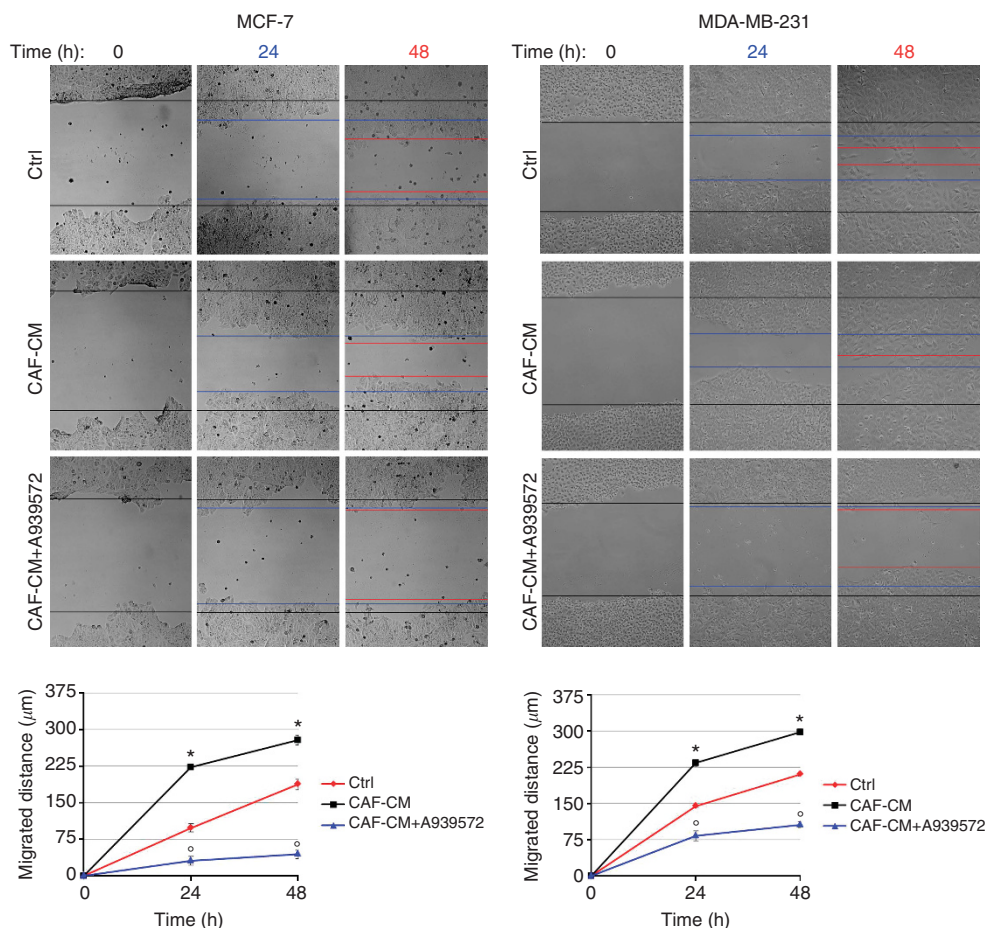 MCF-7
Time (h): 0 24 48
Ctrl
CAF-CM
CAF-CM+A939572
MDA-MB-231
Time (h): 0 24 48
Ctrl
CAF-CM
CAF-CM+A939572
Migrated distance (µm)
375
300
225
150
75
0
* *
° °
0 24 48
Time (h)
Ctrl
CAF-CM
CAF-CM+A939572
Migrated distance (µm)
375
300
225
150
75
0
* *
° °
0 24 48
Time (h)
Ctrl
CAF-CM
CAF-CM+A939572